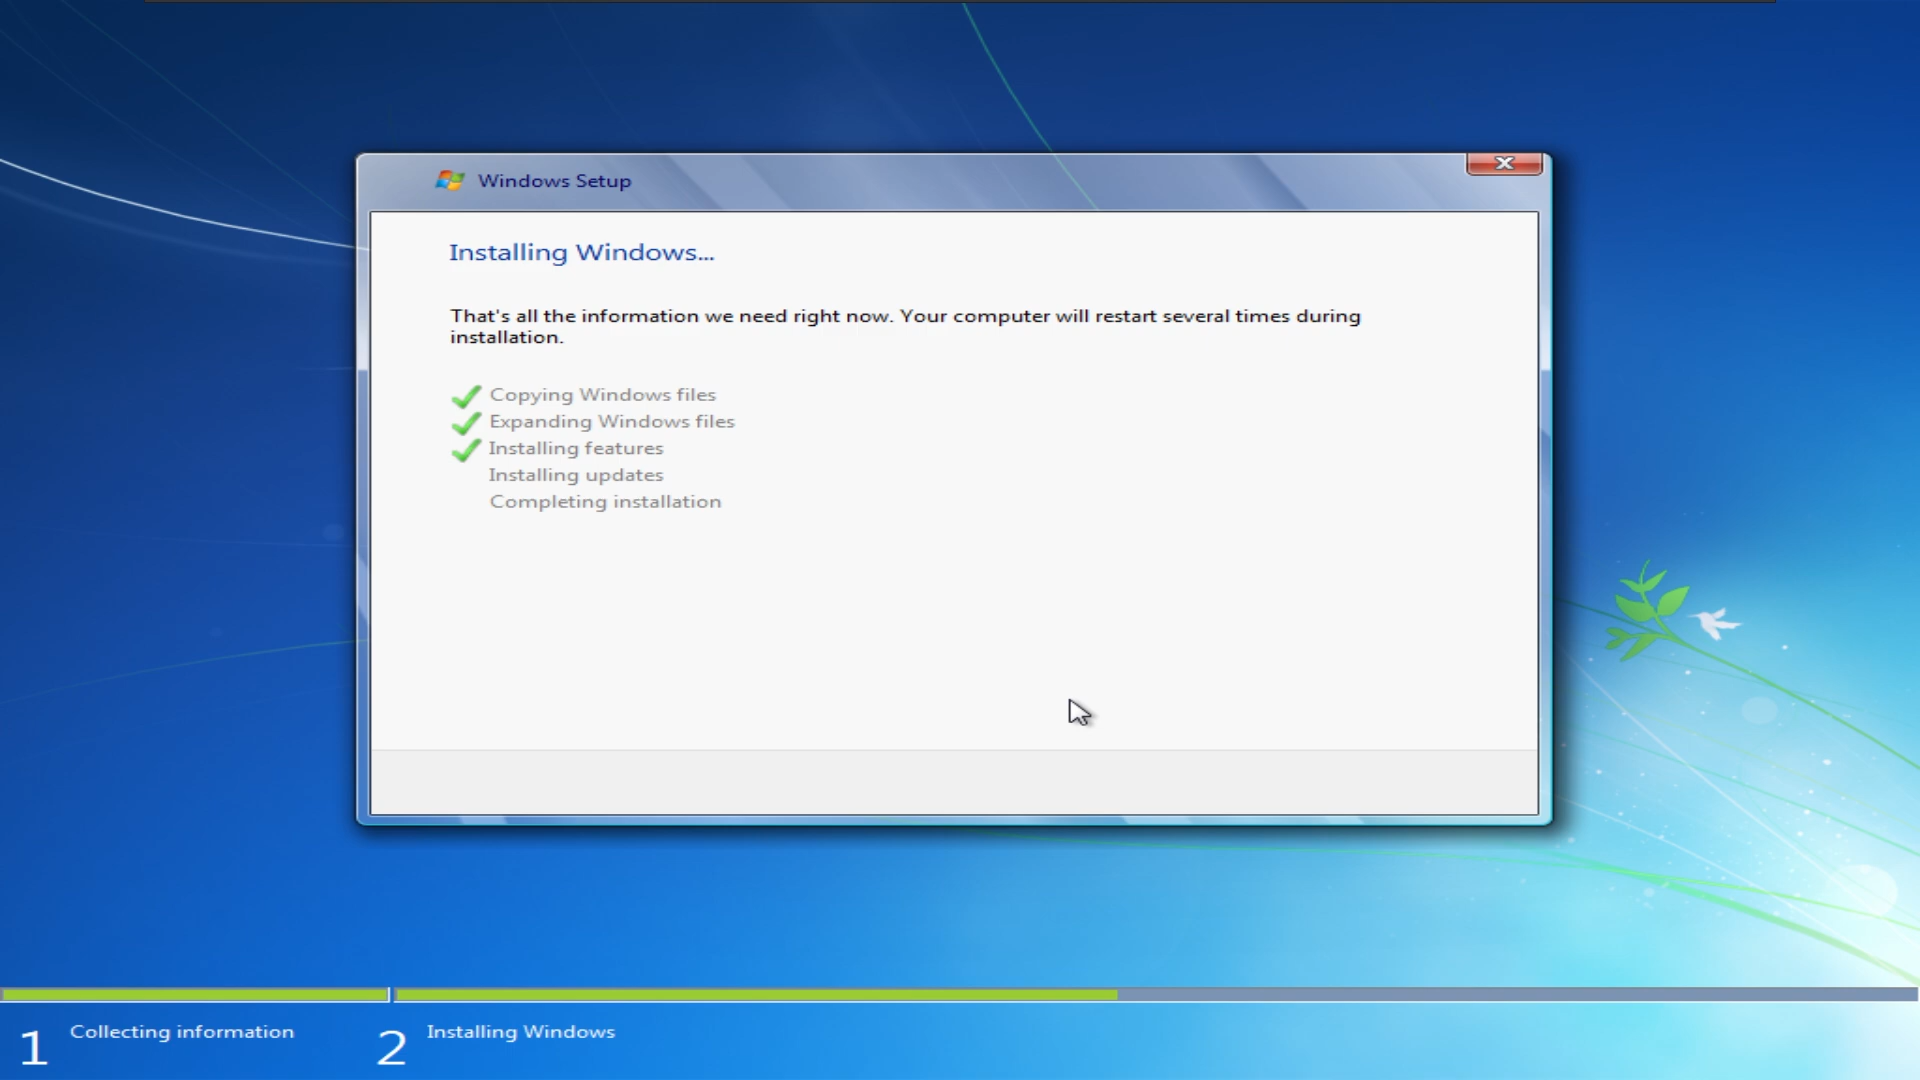 Windows Setup
Installing Windows...
That's all the information we need right now. Your computer will restart several times during
installation.
Copying Windows files
Expanding Windows files
Installing features
Installing updates
Completing installation
1 Collecting information
2 Installing Windows